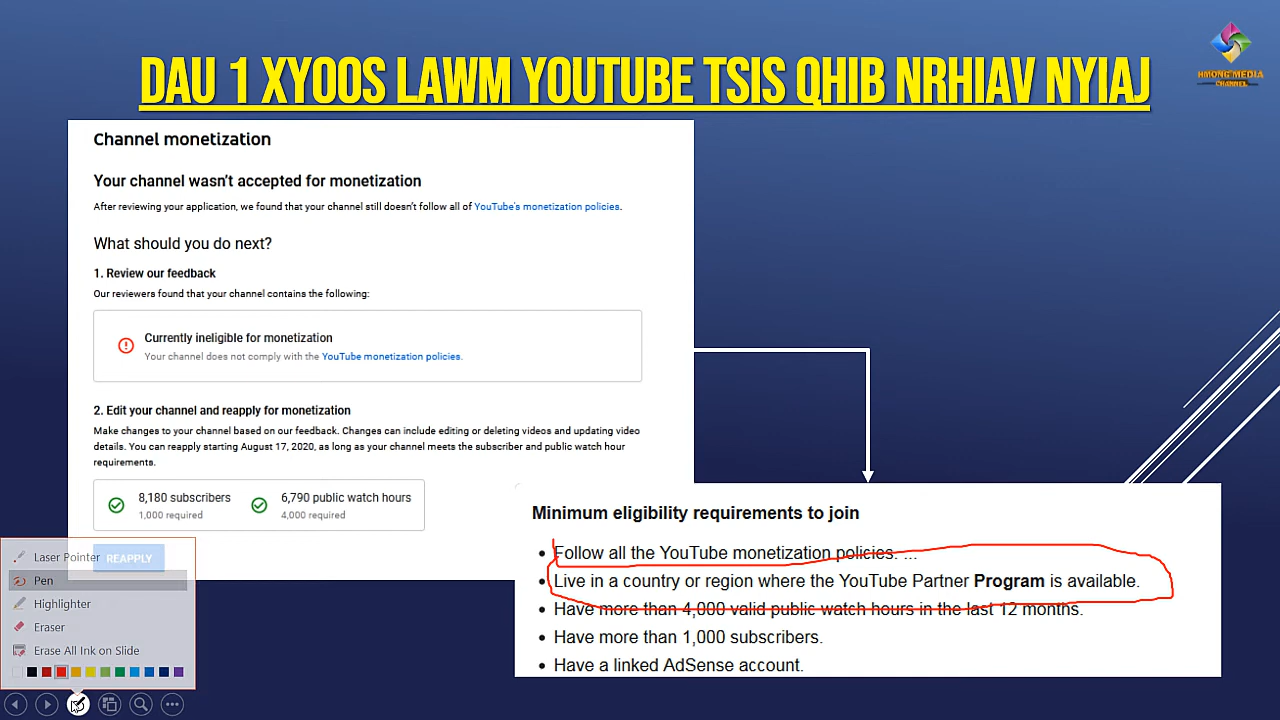 DAU 1 XYOOS LAWM YOUTUBE TSIS QHIB NRHIAV NYIAJ
HMONG MEDIA
CHANNEL
Channel monetization
Your channel wasn't accepted for monetization
After reviewing your application, we found that your channel still doesn't follow all of YouTube's monetization policies.
What should you do next?
1. Review our feedback
Our reviewers found that your channel contains the following:
Currently ineligible for monetization
Your channel does not comply with the YouTube monetization policies.
2. Edit your channel and reapply for monetization
Make changes to your channel based on our feedback. Changes can include editing or deleting videos and updating video
details. You can reapply starting August 17, 2020, as long as your channel meets the subscriber and public watch hour
requirements.
8,180 subscribers
1,000 required
6,790 public watch hours
4,000 required
REAPPLY
Minimum eligibility requirements to join
• Follow all the YouTube monetization policies. ...
• Live in a country or region where the YouTube Partner Program is available.
• Have more than 4,000 valid public watch hours in the last 12 months.
• Have more than 1,000 subscribers.
• Have a linked AdSense account.
Laser Pointer
Pen
Highlighter
Eraser
Erase All Ink on Slide